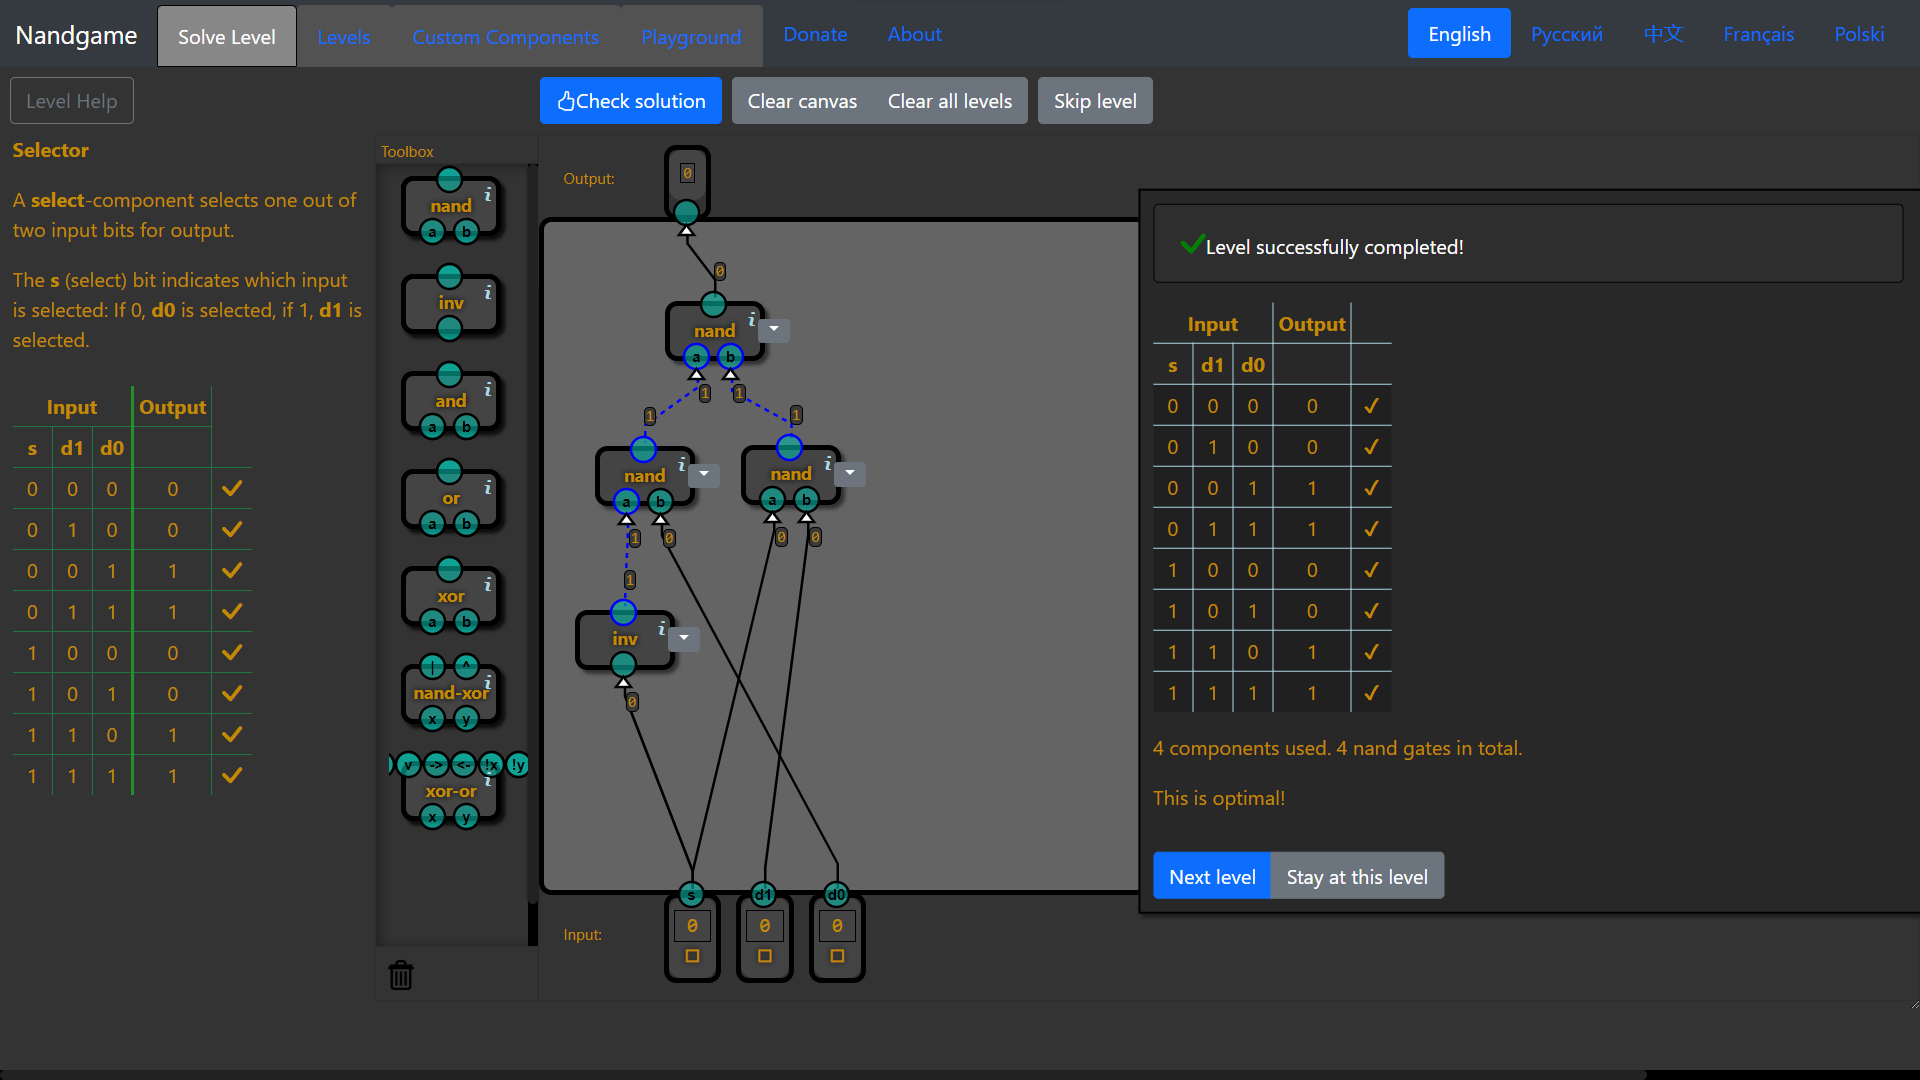 Nandgame
Solve Level
Levels
Custom Components
Playground
Donate
About
English
Русский
中文
Français
Polski
Level Help
Check solution
Clear canvas
Clear all levels
Skip level
Selector
A select-component selects one out of
two input bits for output.
The s (select) bit indicates which input
is selected: If 0, d0 is selected, if 1, d1 is
selected.
Input Output
s d1 d0
0 0 0 0 ✓
0 1 0 0 ✓
0 0 1 1 ✓
0 1 1 1 ✓
1 0 0 0 ✓
1 0 1 0 ✓
1 1 0 1 ✓
1 1 1 1 ✓
Toolbox
nand i
a b
inv i
and i
a b
or i
a b
xor i
a b
| ^
nand-xor i
x y
v -> <- !x !y
xor-or i
x y
Output:
0
0
nand i
a b
1 1
1 1
nand i
a b
nand i
a b
1 0 0 0
1
inv i
0
s d1 d0
Input:
0 0 0
Level successfully completed!
Input Output
s d1 d0
0 0 0 0 ✓
0 1 0 0 ✓
0 0 1 1 ✓
0 1 1 1 ✓
1 0 0 0 ✓
1 0 1 0 ✓
1 1 0 1 ✓
1 1 1 1 ✓
4 components used. 4 nand gates in total.
This is optimal!
Next level
Stay at this level